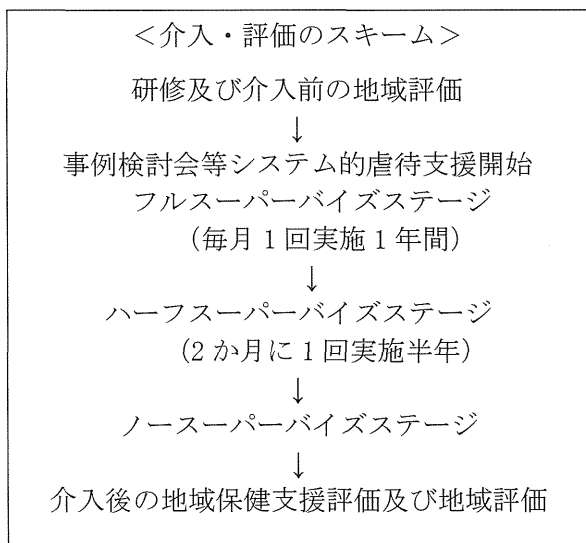 ＜介入・評価のスキーム＞
研修及び介入前の地域評価
↓
事例検討会等システム的虐待支援開始
フルスーパーバイズステージ
（毎月1回実施1年間）
↓
ハーフスーパーバイズステージ
（2か月に1回実施半年）
↓
ノースーパーバイズステージ
↓
介入後の地域保健支援評価及び地域評価